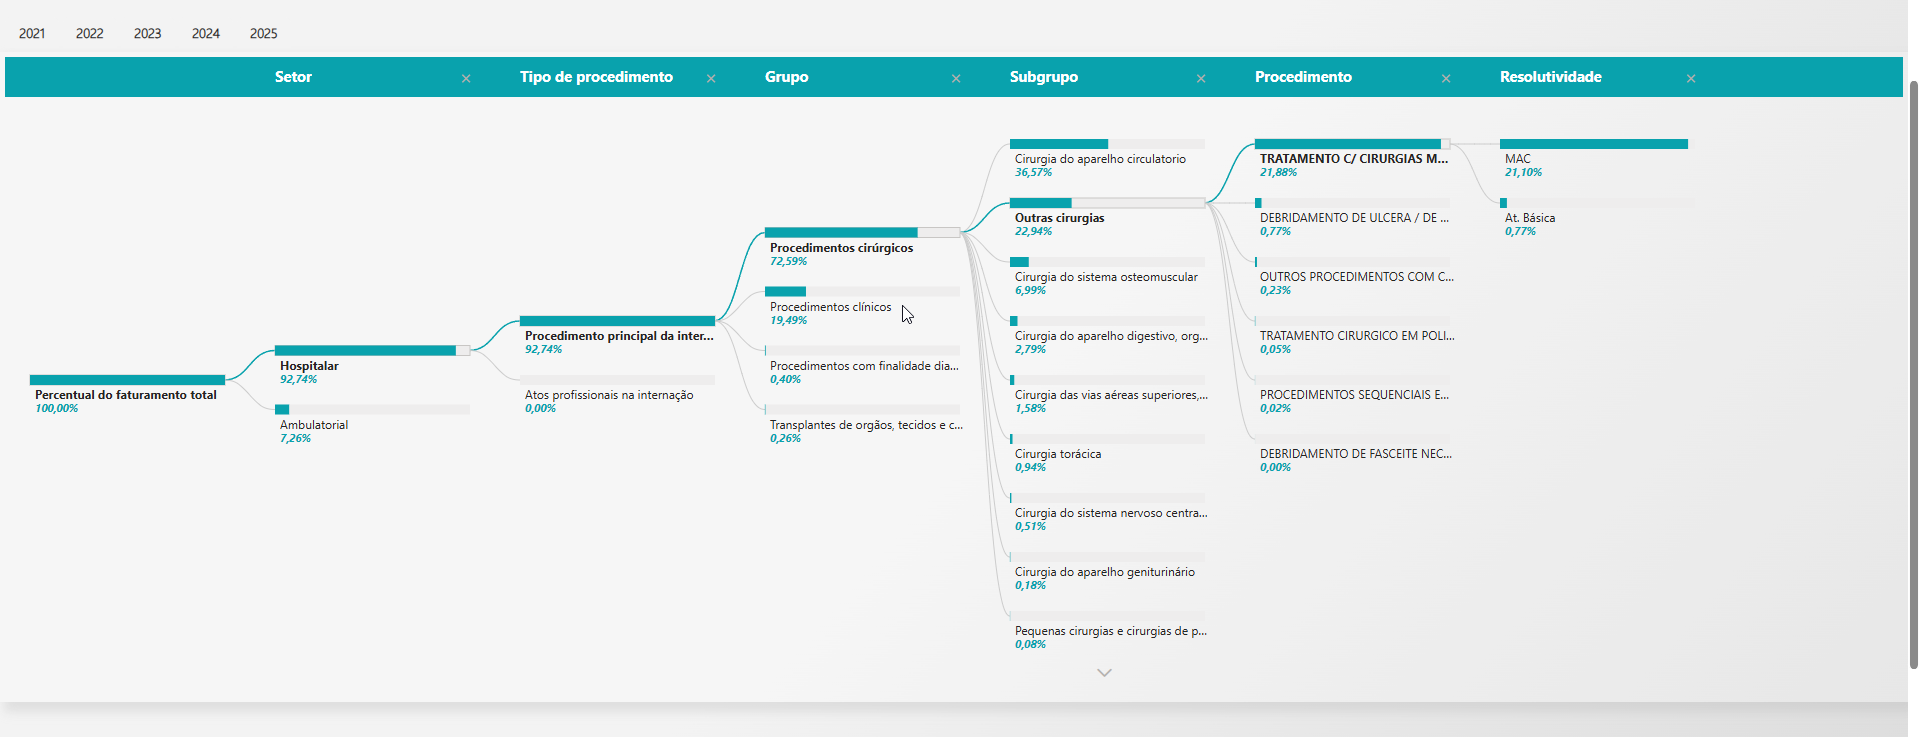 2021 2022 2023 2024 2025
Setor Tipo de procedimento Grupo Subgrupo Procedimento Resolutividade
Percentual do faturamento total
100,00%
Hospitalar
92,74%
Ambulatorial
7,26%
Procedimento principal da inter...
92,74%
Atos profissionais na internação
0,00%
Procedimentos cirúrgicos
72,59%
Procedimentos clínicos
19,49%
Procedimentos com finalidade dia...
0,40%
Transplantes de orgãos, tecidos e c...
0,26%
Cirurgia do aparelho circulatorio
36,57%
Outras cirurgias
22,94%
Cirurgia do sistema osteomuscular
6,99%
Cirurgia do aparelho digestivo, org...
2,79%
Cirurgia das vias aéreas superiores,...
1,58%
Cirurgia torácica
0,94%
Cirurgia do sistema nervoso centra...
0,51%
Cirurgia do aparelho geniturinário
0,18%
Pequenas cirurgias e cirurgias de p...
0,08%
TRATAMENTO C/ CIRURGIAS M...
21,88%
DEBRIDAMENTO DE ULCERA / DE ...
0,77%
OUTROS PROCEDIMENTOS COM C...
0,23%
TRATAMENTO CIRURGICO EM POLI...
0,05%
PROCEDIMENTOS SEQUENCIAIS E...
0,02%
DEBRIDAMENTO DE FASCEITE NEC...
0,00%
MAC
21,10%
At. Básica
0,77%